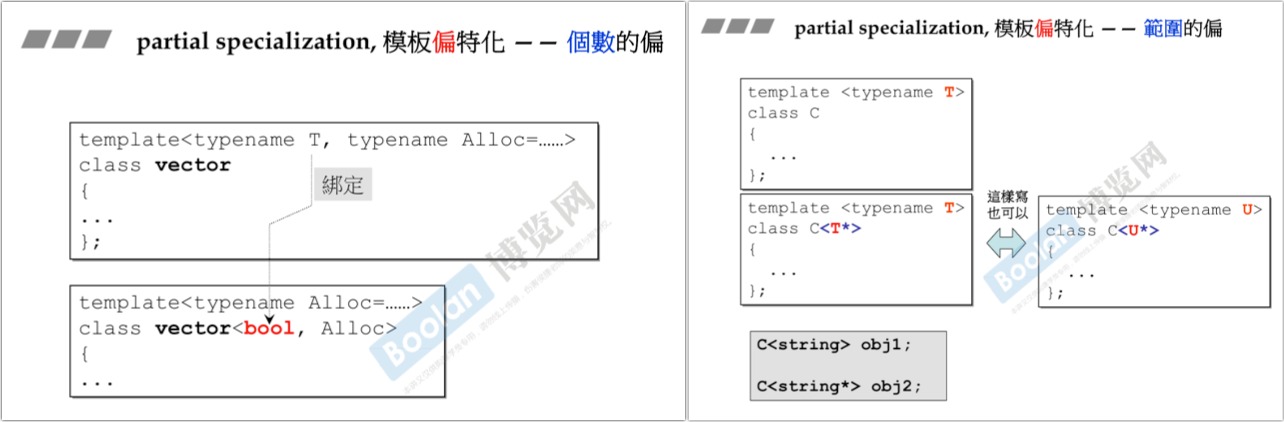 partial specialization, 模板偏特化 —— 個數的偏
template<typename T, typename Alloc=……>
class vector
{
...
};
綁定
template<typename Alloc=……>
class vector<bool, Alloc>
{
...
Boolan 博览网
partial specialization, 模板偏特化 —— 範圍的偏
template <typename T>
class C
{
...
};
template <typename T>
class C<T*>
{
...
};
這樣寫
也可以
template <typename U>
class C<U*>
{
...
};
C<string> obj1;
C<string*> obj2;
Boolan 博览网